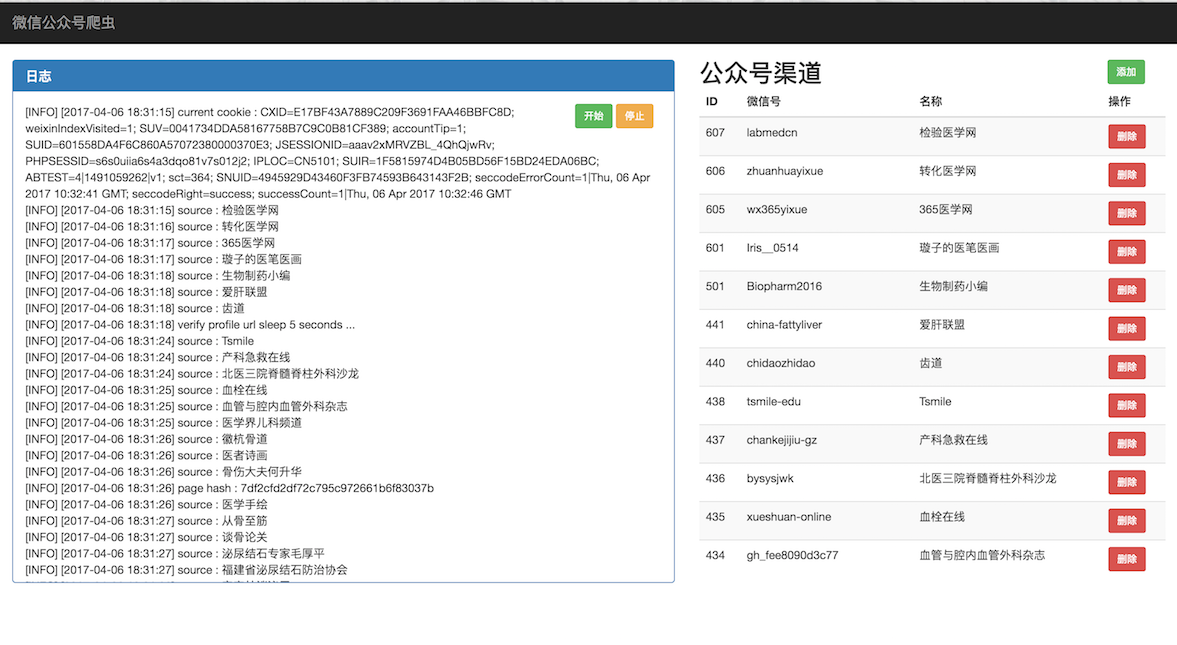 微信公众号爬虫
日志
开始 停止
[INFO] [2017-04-06 18:31:15] current cookie : CXID=E17BF43A7889C209F3691FAA46BBFC8D;
weixinIndexVisited=1; SUV=0041734DDA58167758B7C9C0B81CF389; accountTip=1;
SUID=601558DA4F6C860A57072380000370E3; JSESSIONID=aaav2xMRVZBL_4QhQjwRv;
PHPSESSID=s6s0uiia6s4a3dqo81v7s012j2; IPLOC=CN5101; SUIR=1F5815974D4B05BD56F15BD24EDA06BC;
ABTEST=4|1491059262|v1; sct=364; SNUID=4945929D43460F3FB74593B643143F2B; seccodeErrorCount=1|Thu, 06 Apr
2017 10:32:41 GMT; seccodeRight=success; successCount=1|Thu, 06 Apr 2017 10:32:46 GMT
[INFO] [2017-04-06 18:31:15] source : 检验医学网
[INFO] [2017-04-06 18:31:16] source : 转化医学网
[INFO] [2017-04-06 18:31:17] source : 365医学网
[INFO] [2017-04-06 18:31:17] source : 璇子的医笔医画
[INFO] [2017-04-06 18:31:18] source : 生物制药小编
[INFO] [2017-04-06 18:31:18] source : 爱肝联盟
[INFO] [2017-04-06 18:31:18] source : 齿道
[INFO] [2017-04-06 18:31:18] verify profile url sleep 5 seconds ...
[INFO] [2017-04-06 18:31:24] source : Tsmile
[INFO] [2017-04-06 18:31:24] source : 产科急救在线
[INFO] [2017-04-06 18:31:24] source : 北医三院脊髓脊柱外科沙龙
[INFO] [2017-04-06 18:31:25] source : 血栓在线
[INFO] [2017-04-06 18:31:25] source : 血管与腔内血管外科杂志
[INFO] [2017-04-06 18:31:25] source : 医学界儿科频道
[INFO] [2017-04-06 18:31:26] source : 徽杭骨道
[INFO] [2017-04-06 18:31:26] source : 医者诗画
[INFO] [2017-04-06 18:31:26] source : 骨伤大夫何升华
[INFO] [2017-04-06 18:31:26] page hash : 7df2cfd2df72c795c972661b6f83037b
[INFO] [2017-04-06 18:31:26] source : 医学手绘
[INFO] [2017-04-06 18:31:27] source : 从骨至筋
[INFO] [2017-04-06 18:31:27] source : 谈骨论关
[INFO] [2017-04-06 18:31:27] source : 泌尿结石专家毛厚平
[INFO] [2017-04-06 18:31:27] source : 福建省泌尿结石防治协会
公众号渠道 添加
ID 微信号 名称 操作
607 labmedcn 检验医学网 删除
606 zhuanhuayixue 转化医学网 删除
605 wx365yixue 365医学网 删除
601 Iris__0514 璇子的医笔医画 删除
501 Biopharm2016 生物制药小编 删除
441 china-fattyliver 爱肝联盟 删除
440 chidaozhidao 齿道 删除
438 tsmile-edu Tsmile 删除
437 chankejijiu-gz 产科急救在线 删除
436 bysysjwk 北医三院脊髓脊柱外科沙龙 删除
435 xueshuan-online 血栓在线 删除
434 gh_fee8090d3c77 血管与腔内血管外科杂志 删除